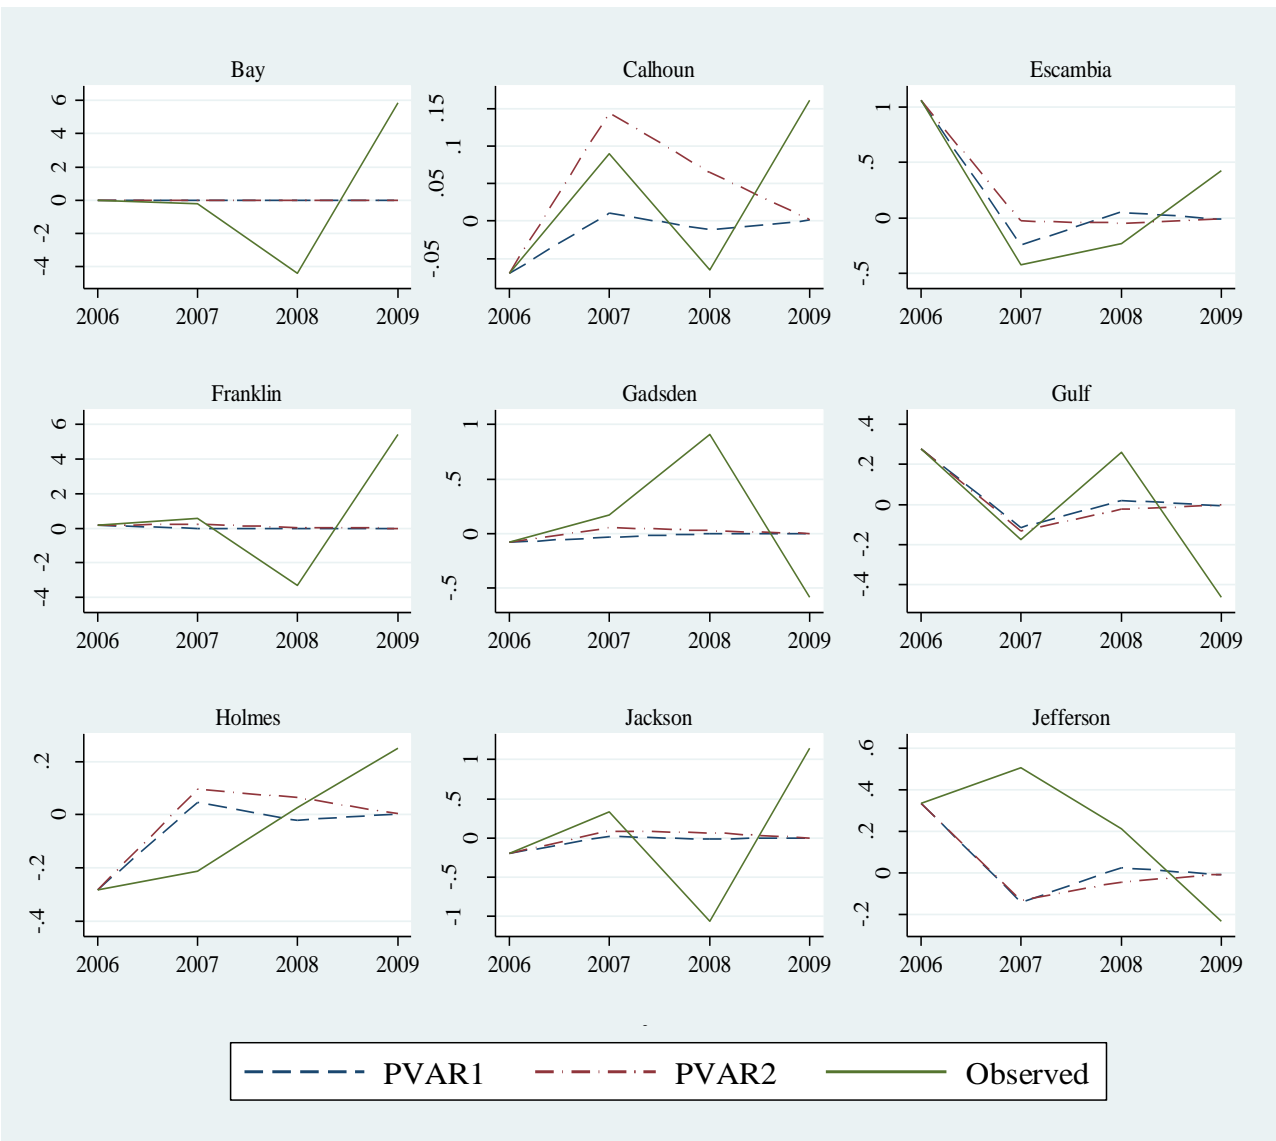 Bay
Calhoun
Escambia
6
4
2
0
-2
-4
2006 2007 2008 2009
.15
.1
.05
0
-.05
2006 2007 2008 2009
1
.5
0
-.5
2006 2007 2008 2009
Franklin
Gadsden
Gulf
6
4
2
0
-2
-4
2006 2007 2008 2009
1
.5
0
-.5
2006 2007 2008 2009
.4
.2
0
-.2
-.4
2006 2007 2008 2009
Holmes
Jackson
Jefferson
.2
0
-.2
-.4
2006 2007 2008 2009
1
.5
0
-.5
-1
2006 2007 2008 2009
.6
.4
.2
0
-.2
2006 2007 2008 2009
-
PVAR1 PVAR2 Observed